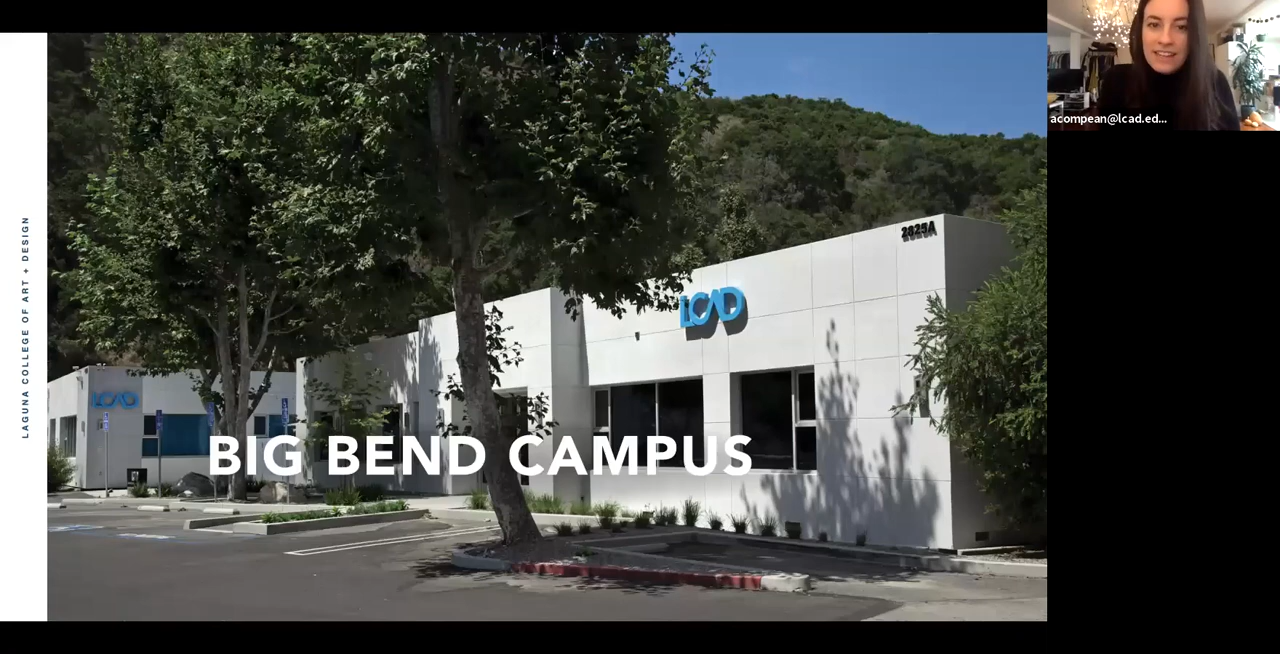 LAGUNA COLLEGE OF ART + DESIGN
2825A
LCAD
LCAD
BIG BEND CAMPUS
acompean@lcad.ed...